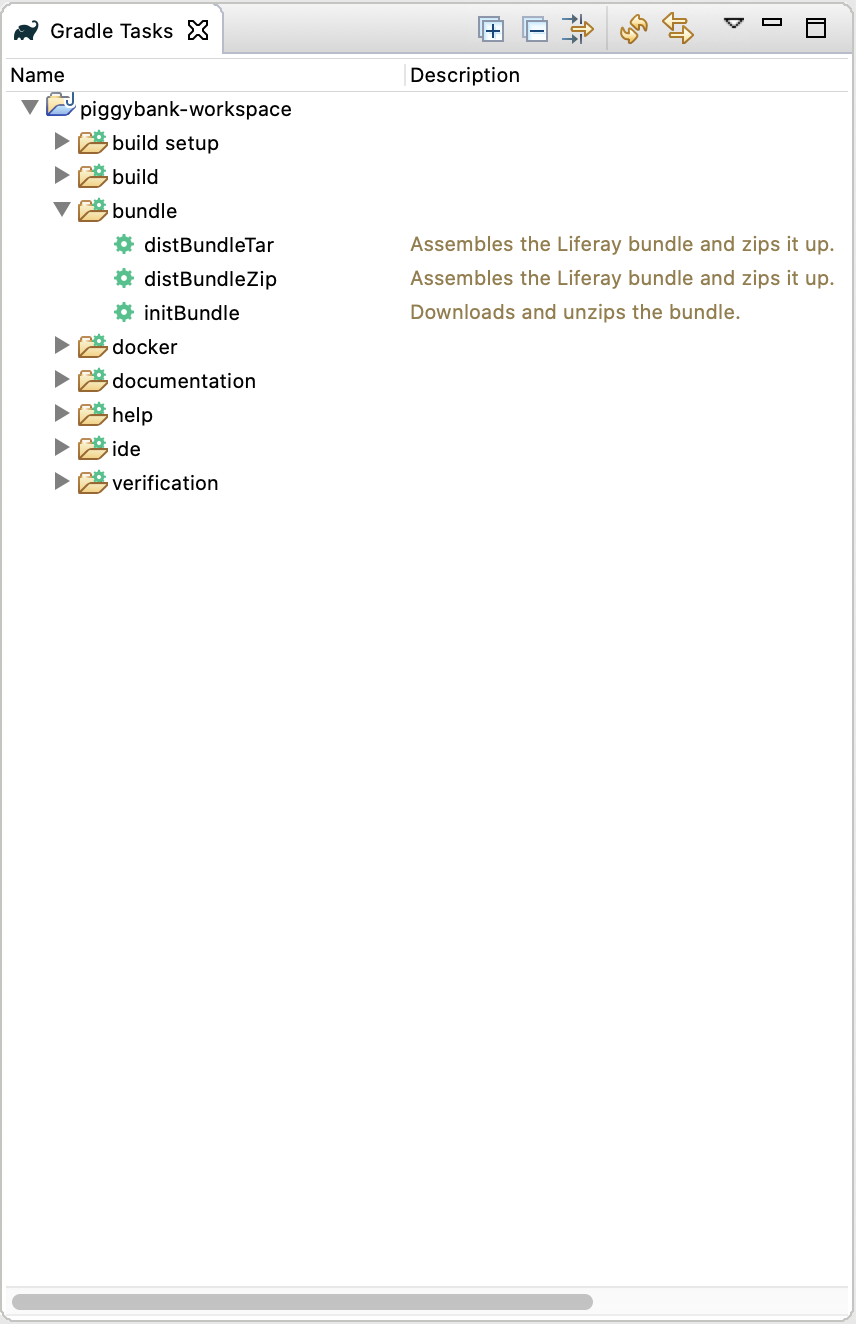 Gradle Tasks
Name Description
piggybank-workspace
build setup
build
bundle
distBundleTar Assembles the Liferay bundle and zips it up.
distBundleZip Assembles the Liferay bundle and zips it up.
initBundle Downloads and unzips the bundle.
docker
documentation
help
ide
verification